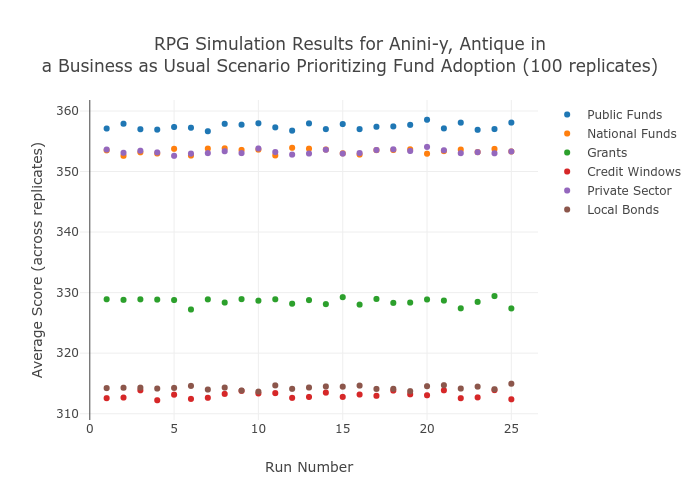 RPG Simulation Results for Anini-y, Antique in
a Business as Usual Scenario Prioritizing Fund Adoption (100 replicates)
Average Score (across replicates)
360
350
340
330
320
310
0
5
10
15
20
25
Run Number
Public Funds
National Funds
Grants
Credit Windows
Private Sector
Local Bonds